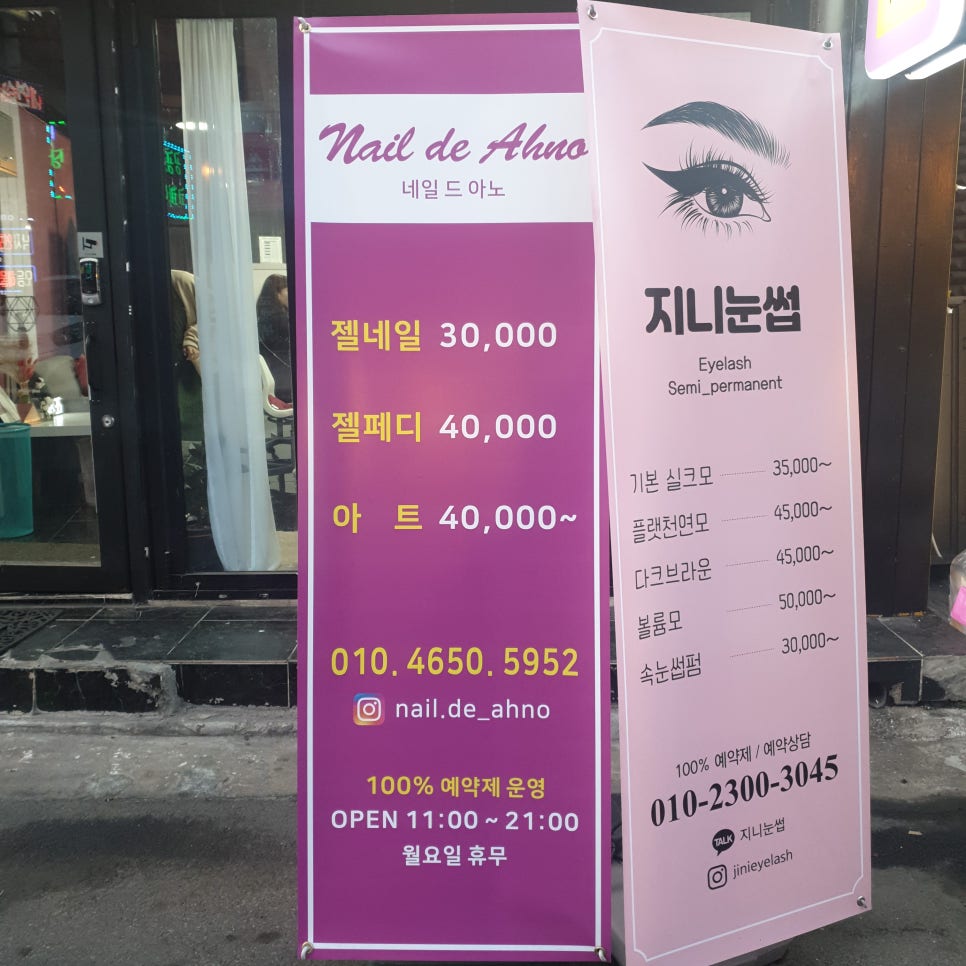 Nail de Ahno
네일 드 아노
젤네일 30,000
젤페디 40,000
아 트 40,000~
010. 4650. 5952
nail.de_ahno
100% 예약제 운영
OPEN 11:00 ~ 21:00
월요일 휴무
지니눈썹
Eyelash
Semi_permanent
기본 실크모 35,000~
플랫천연모 45,000~
다크브라운 45,000~
볼륨모 50,000~
속눈썹펌 30,000~
100% 예약제 / 예약상담
010-2300-3045
TALK 지니눈썹
jinieyelash